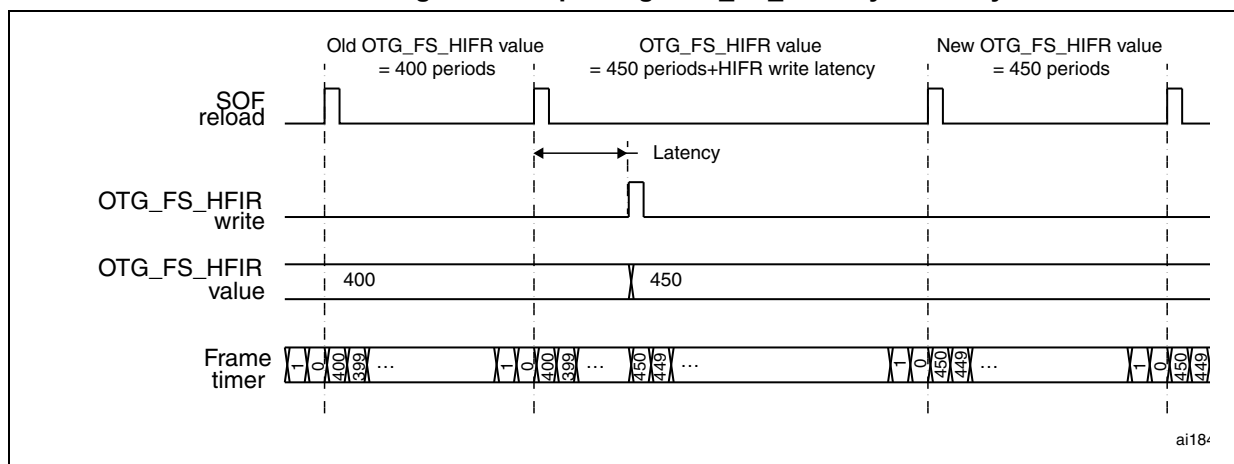 Old OTG_FS_HIFR value
= 400 periods
OTG_FS_HIFR value
= 450 periods+HIFR write latency
New OTG_FS_HIFR value
= 450 periods
SOF
reload
Latency
OTG_FS_HFIR
write
OTG_FS_HFIR
value
400
450
Frame
timer
1 0 400 399 ... 1 0 400 399 ... 450 449 ... 1 0 450 449 ... 1 0 450 449
ai184